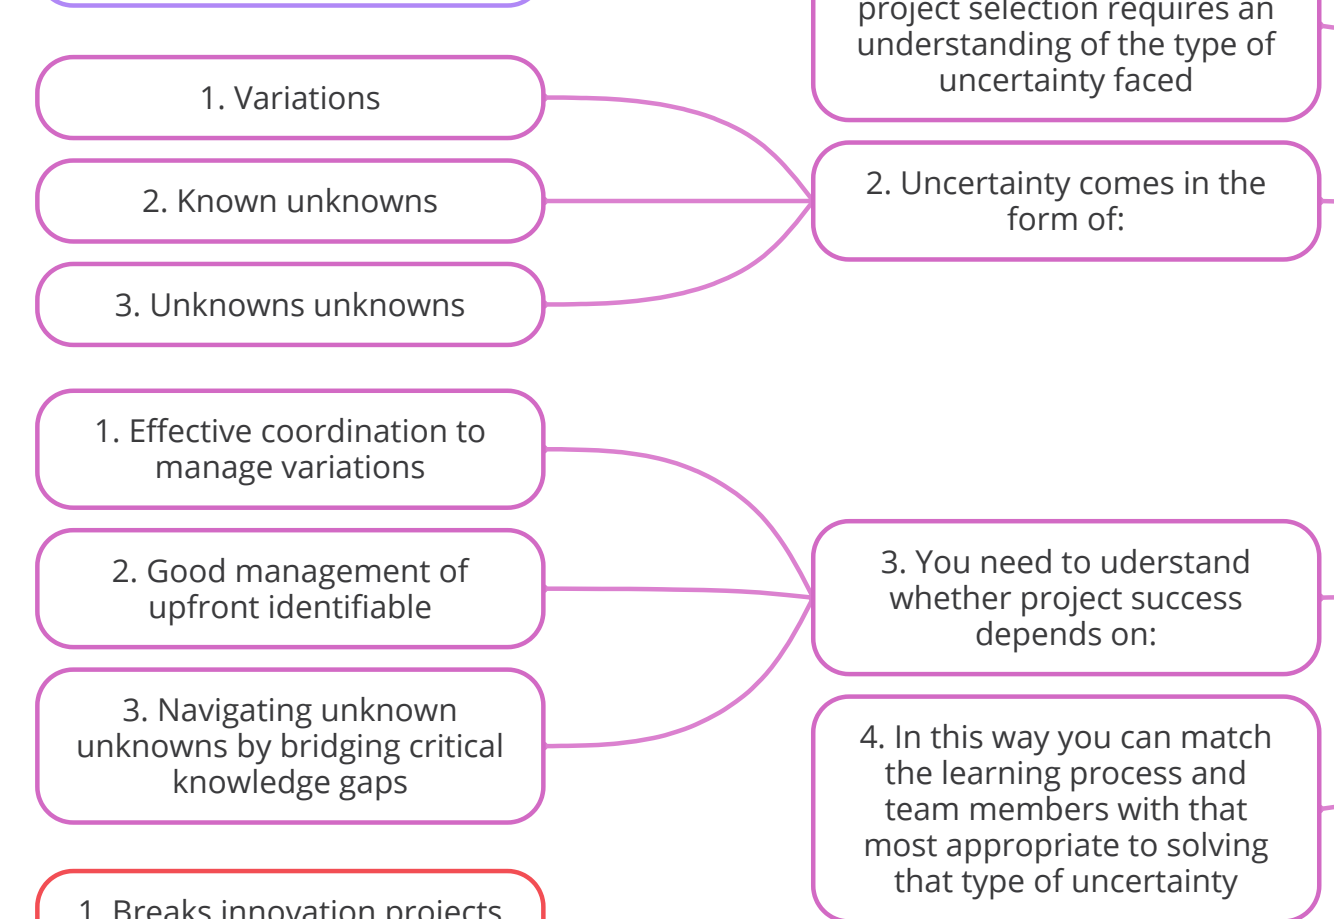 project selection requires an
understanding of the type of
uncertainty faced
1. Variations
2. Known unknowns
3. Unknowns unknowns
2. Uncertainty comes in the
form of:
1. Effective coordination to
manage variations
2. Good management of
upfront identifiable
3. Navigating unknown
unknowns by bridging critical
knowledge gaps
3. You need to uderstand
whether project success
depends on:
4. In this way you can match
the learning process and
team members with that
most appropriate to solving
that type of uncertainty
1. Breaks innovation projects